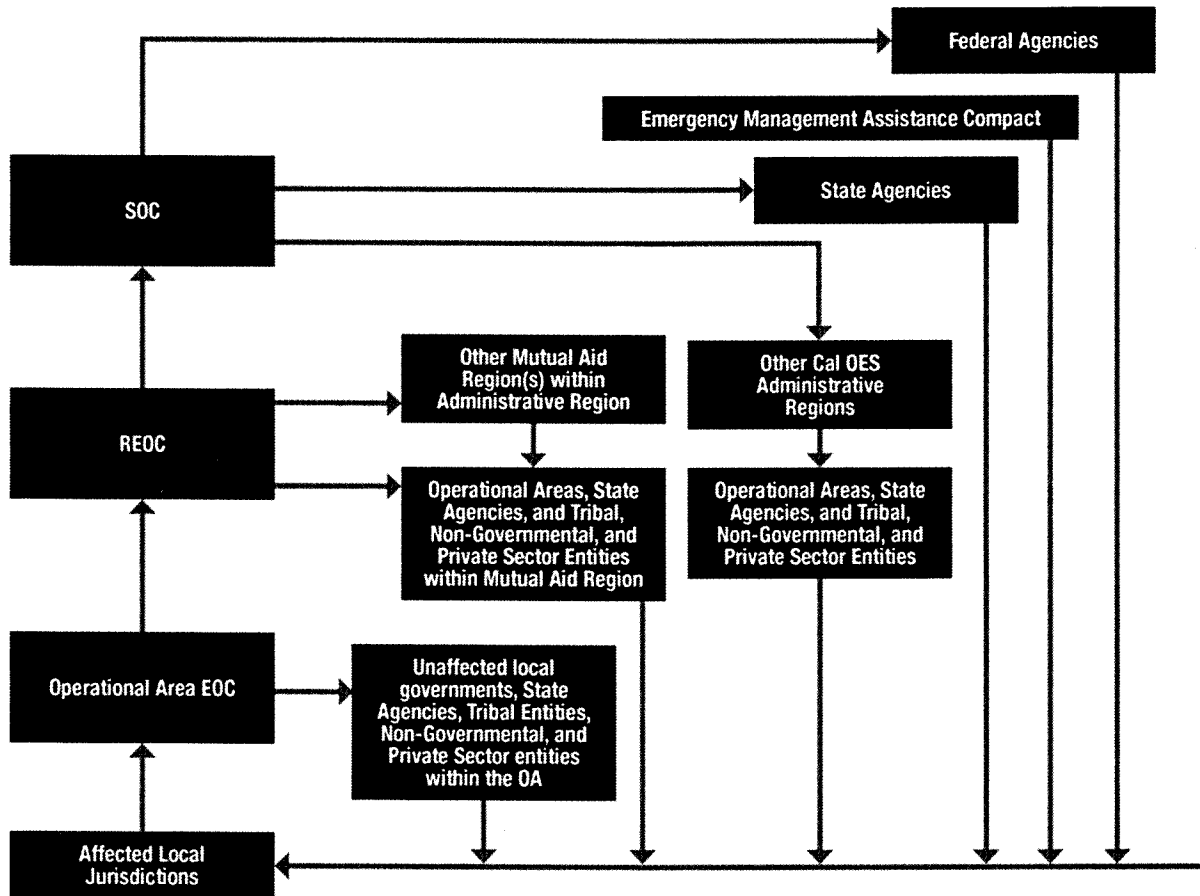 Federal Agencies
Emergency Management Assistance Compact
SOC
State Agencies
Other Mutual Aid
Region(s) within
Administrative Region
Other Cal OES
Administrative
Regions
REOC
Operational Areas, State
Agencies, and Tribal,
Non-Governmental, and
Private Sector Entities
within Mutual Aid Region
Operational Areas, State
Agencies, and Tribal,
Non-Governmental, and
Private Sector Entities
Operational Area EOC
Unaffected local
governments, State
Agencies, Tribal Entities,
Non-Governmental, and
Private Sector entities
within the OA
Affected Local
Jurisdictions